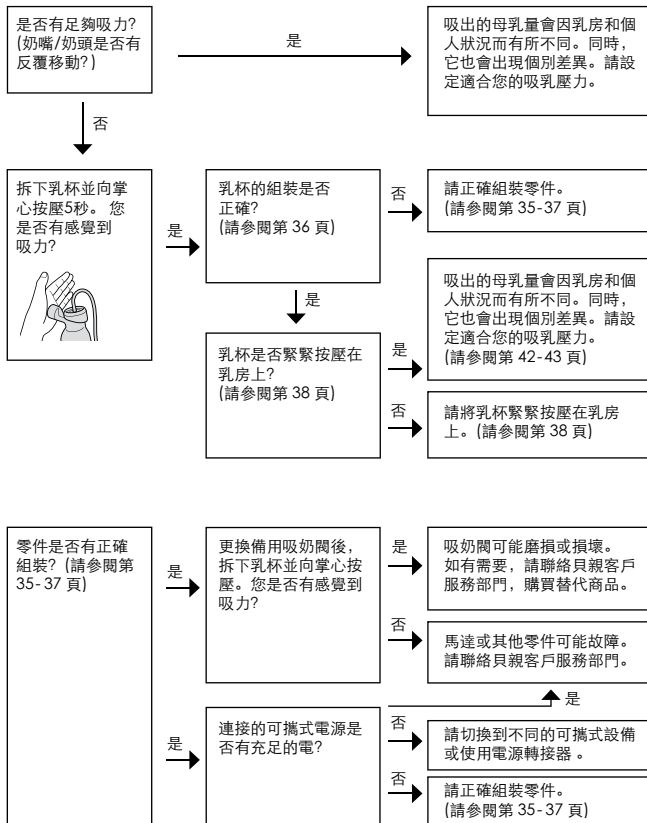 是否有足夠吸力?
(奶嘴/奶頭是否有
反覆移動?)
是
吸出的母乳量會因乳房和個
人狀況而有所不同。同時，
它也會出現個別差異。請設
定適合您的吸乳壓力。
否
拆下乳杯並向掌
心按壓5秒。 您
是否有感覺到
吸力?
是
乳杯的組裝是否
正確?
(請參閱第 36 頁)
否
請正確組裝零件。
(請參閱第 35-37 頁)
是
乳杯是否緊緊按壓在
乳房上?
(請參閱第 38 頁)
是
吸出的母乳量會因乳房和個
人狀況而有所不同。同時，
它也會出現個別差異。請設
定適合您的吸乳壓力。
(請參閱第 42-43 頁)
否
請將乳杯緊緊按壓在乳房
上。(請參閱第 38 頁)
零件是否有正確
組裝? (請參閱第
35-37 頁)
是
更換備用吸奶閥後，
拆下乳杯並向掌心按
壓。您是否有感覺到
吸力?
是
吸奶閥可能磨損或損壞。
如有需要，請聯絡貝親客戶
服務部門，購買替代商品。
否
馬達或其他零件可能故障。
請聯絡貝親客戶服務部門。
是
是
連接的可攜式電源是
否有充足的電?
否
請切換到不同的可攜式設備
或使用電源轉接器 。
否
請正確組裝零件。
(請參閱第 35-37 頁)